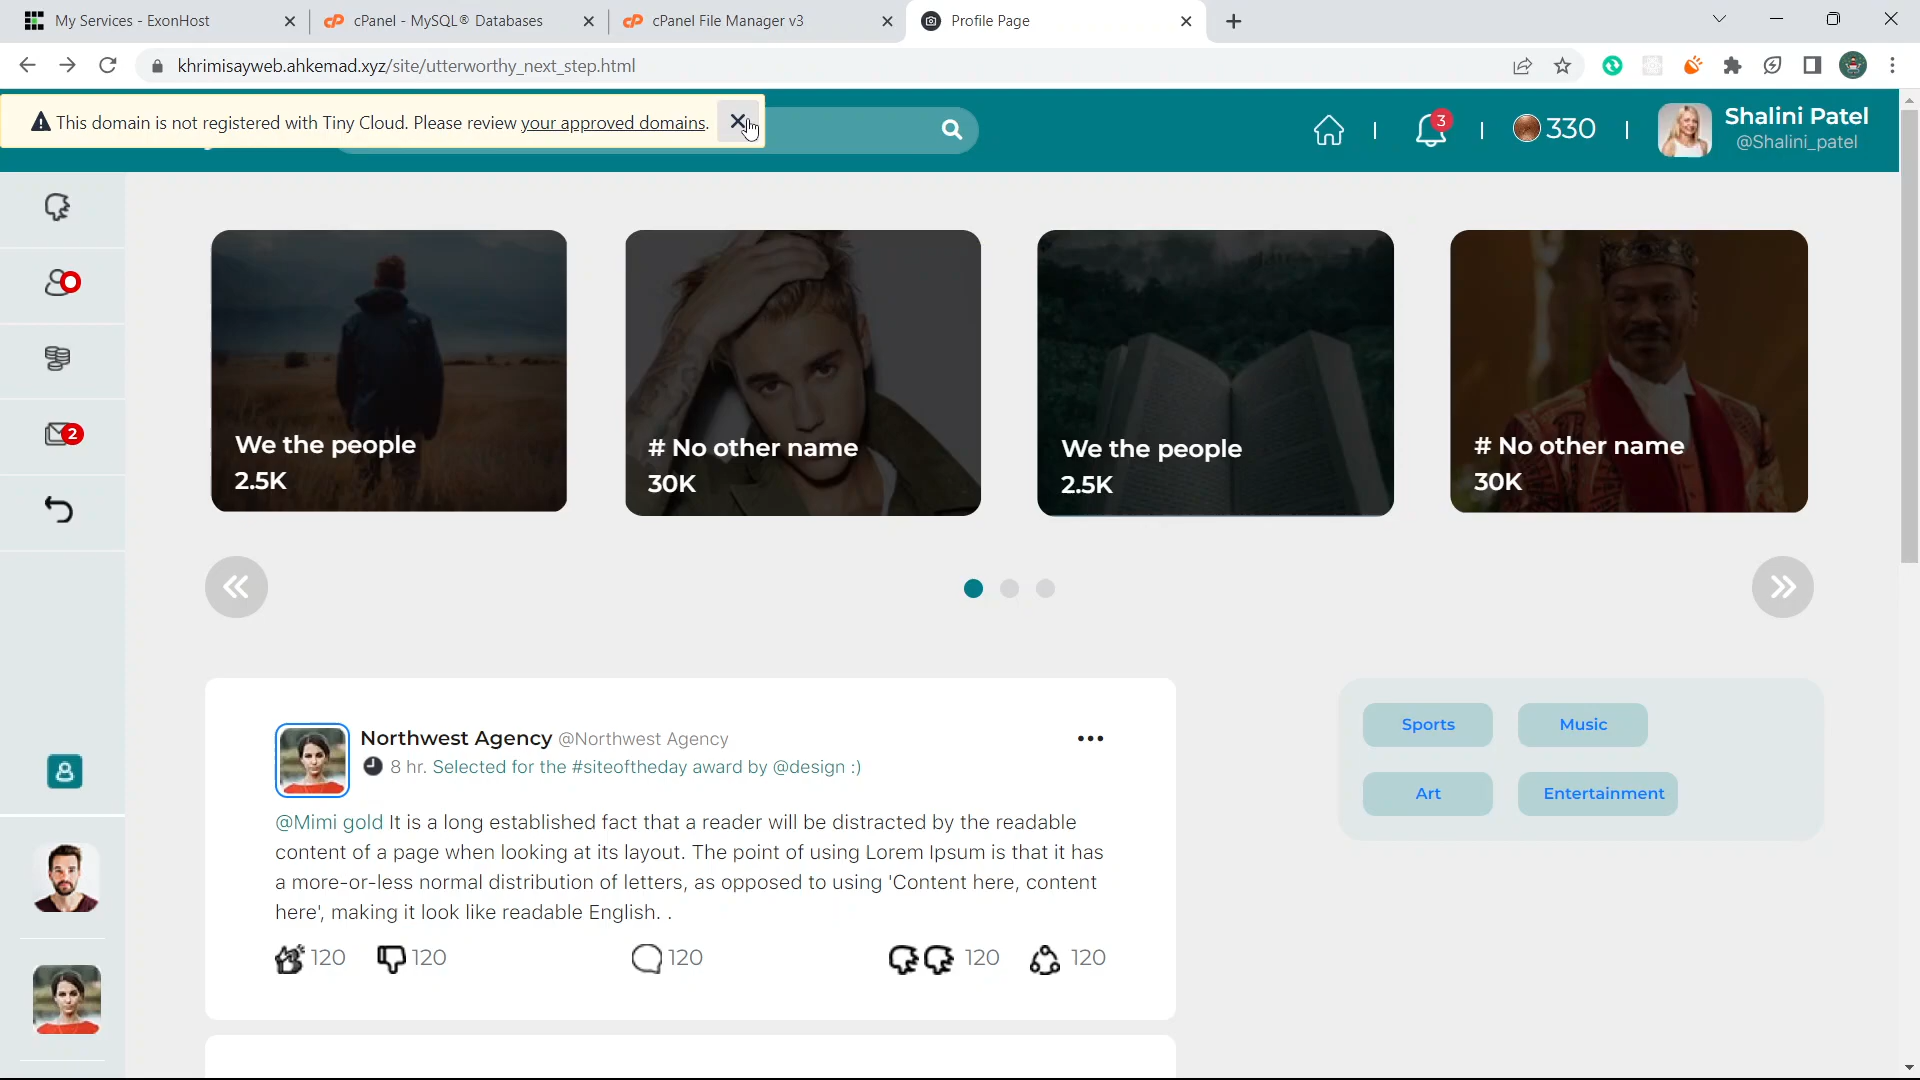 My Services - ExonHost
cPanel - MySQL® Databases
cPanel File Manager v3
Profile Page
khrimisayweb.ahkemad.xyz/site/utterworthy_next_step.html
This domain is not registered with Tiny Cloud. Please review your approved domains.
3
330
Shalini Patel
@Shalini_patel
2
We the people
2.5K
# No other name
30K
We the people
2.5K
# No other name
30K
Northwest Agency @Northwest Agency
8 hr. Selected for the #siteoftheday award by @design :)
@Mimi gold It is a long established fact that a reader will be distracted by the readable
content of a page when looking at its layout. The point of using Lorem Ipsum is that it has
a more-or-less normal distribution of letters, as opposed to using 'Content here, content
here', making it look like readable English. .
120 120 120 120 120
Sports
Music
Art
Entertainment